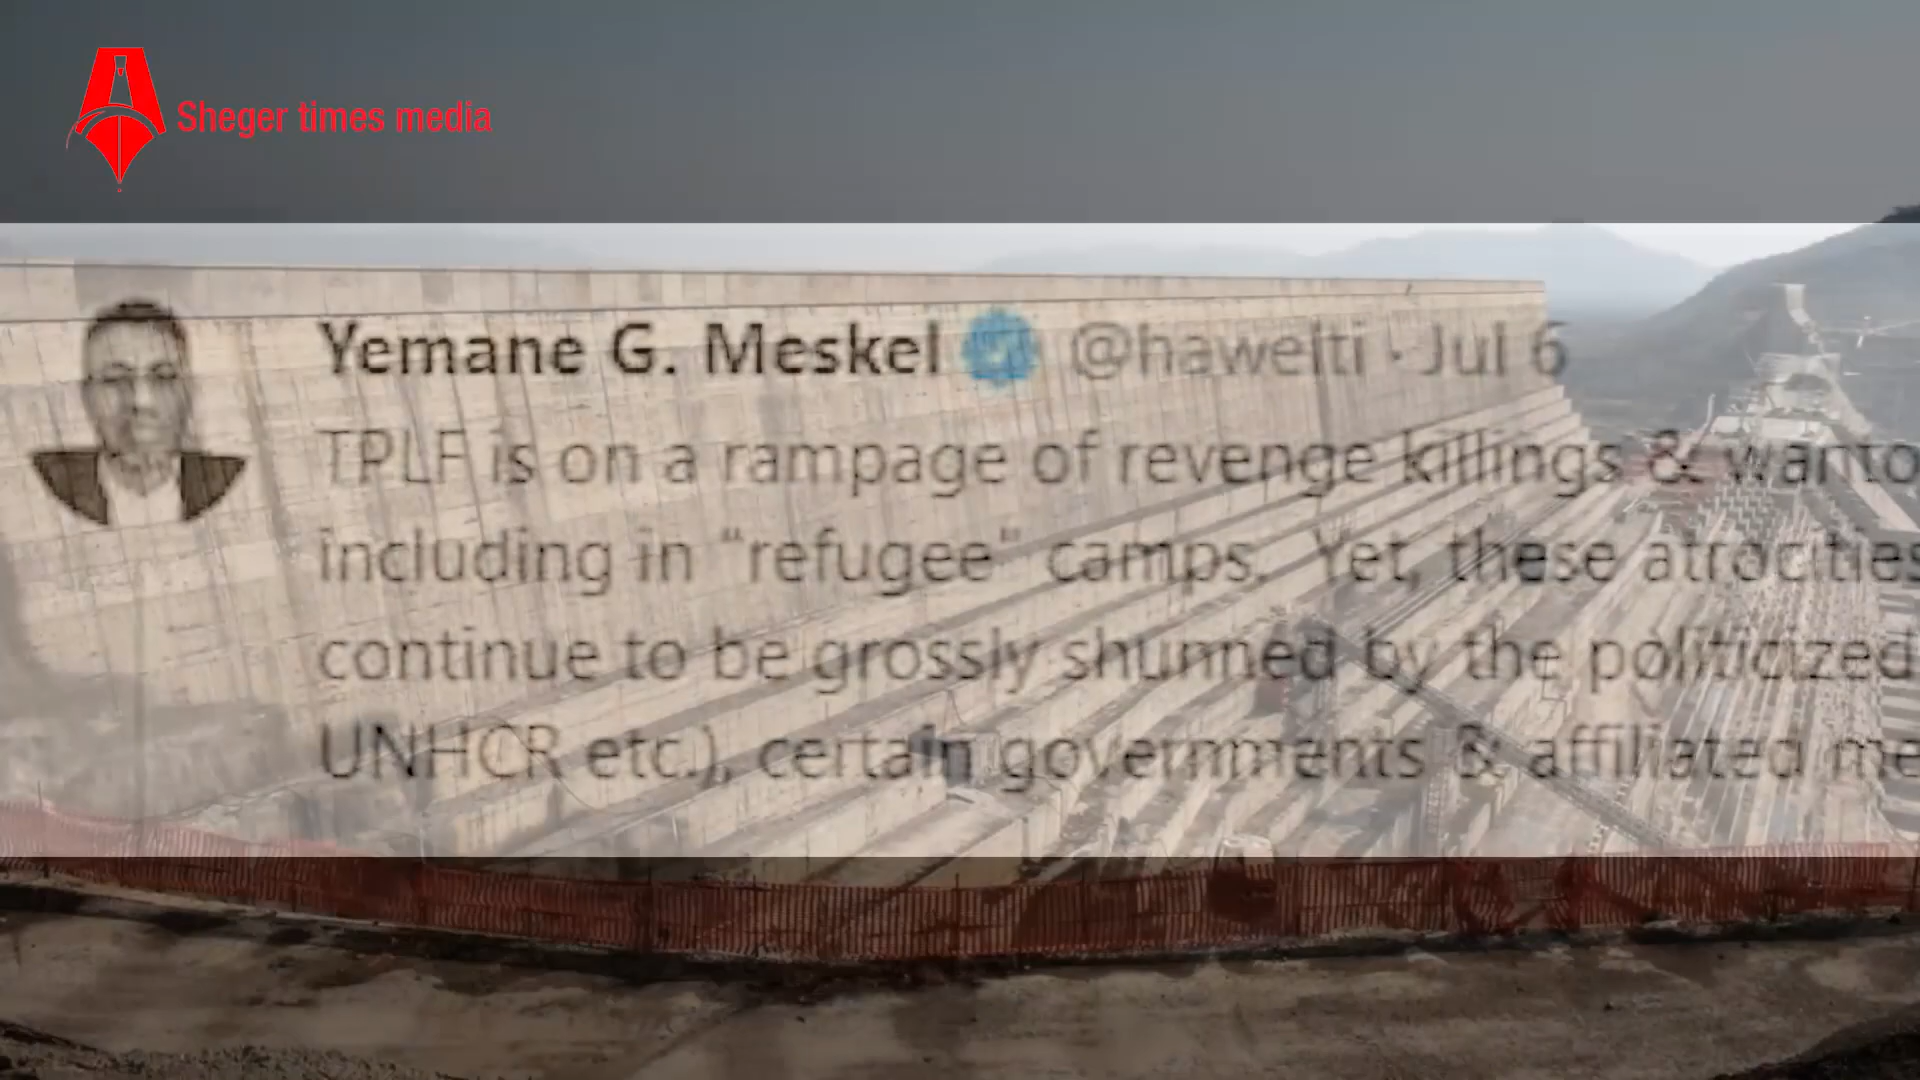 Sheger times media
Yemane G. Meskel @hawelti · Jul 6
TPLF is on a rampage of revenge killings &
including in "refugee" camps. Yet, these atrocities
continue to be grossly shunned by the politicized
UNHCR etc.), certain governments & affiliated